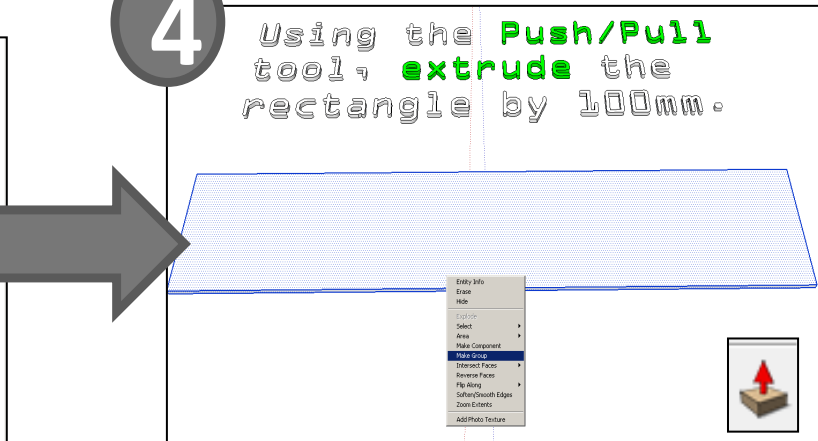 4
Using the Push/Pull
tool, extrude the
rectangle by 100mm.
Entity Info
Erase
Hide
Explode
Select
Area
Make Component
Make Group
Intersect Faces
Reverse Faces
Flip Along
Soften/Smooth Edges
Zoom Extents
Add Photo Texture